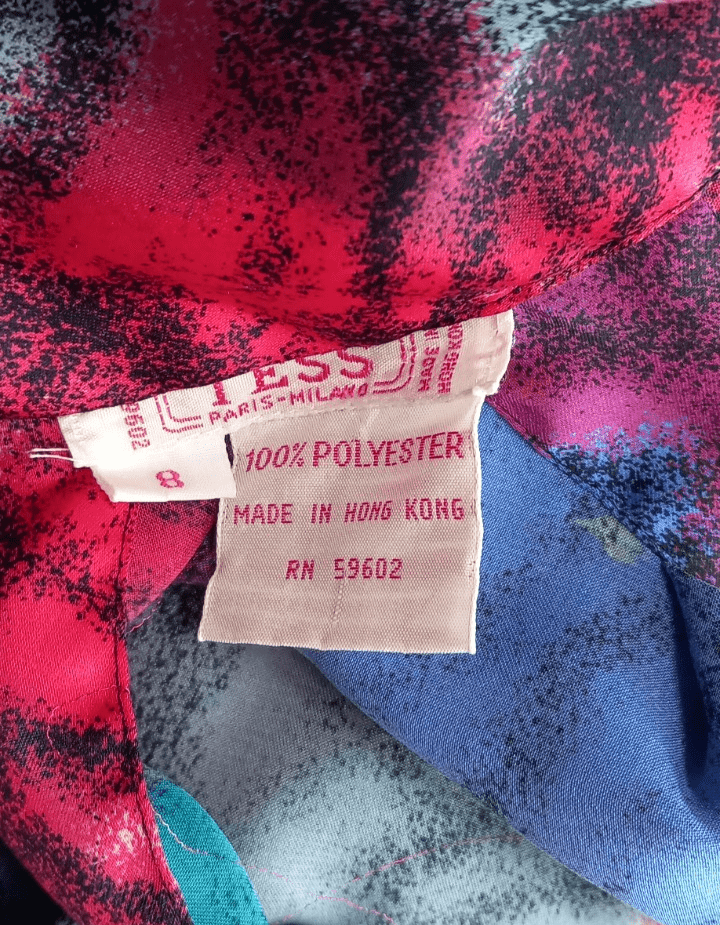 TESS
PARIS-MILANO
8
100% POLYESTER
MADE IN HONG KONG
RN 59602